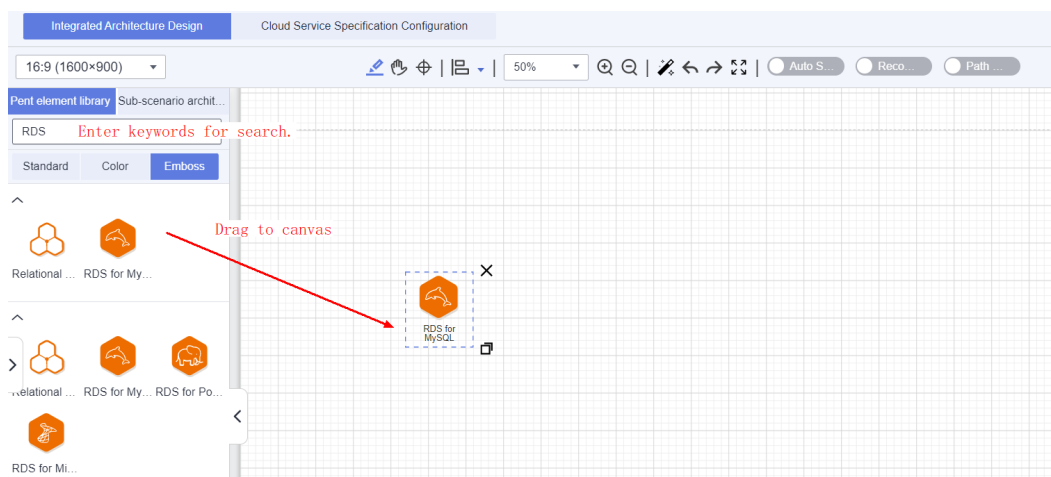 Integrated Architecture Design Cloud Service Specification Configuration
16:9 (1600×900) 50% Auto S... Reco... Path ...
Pent element library Sub-scenario archit...
RDS Enter keywords for search.
Standard Color Emboss
Drag to canvas
Relational ... RDS for My...
RDS for
MySQL
Relational ... RDS for My... RDS for Po...
RDS for Mi...